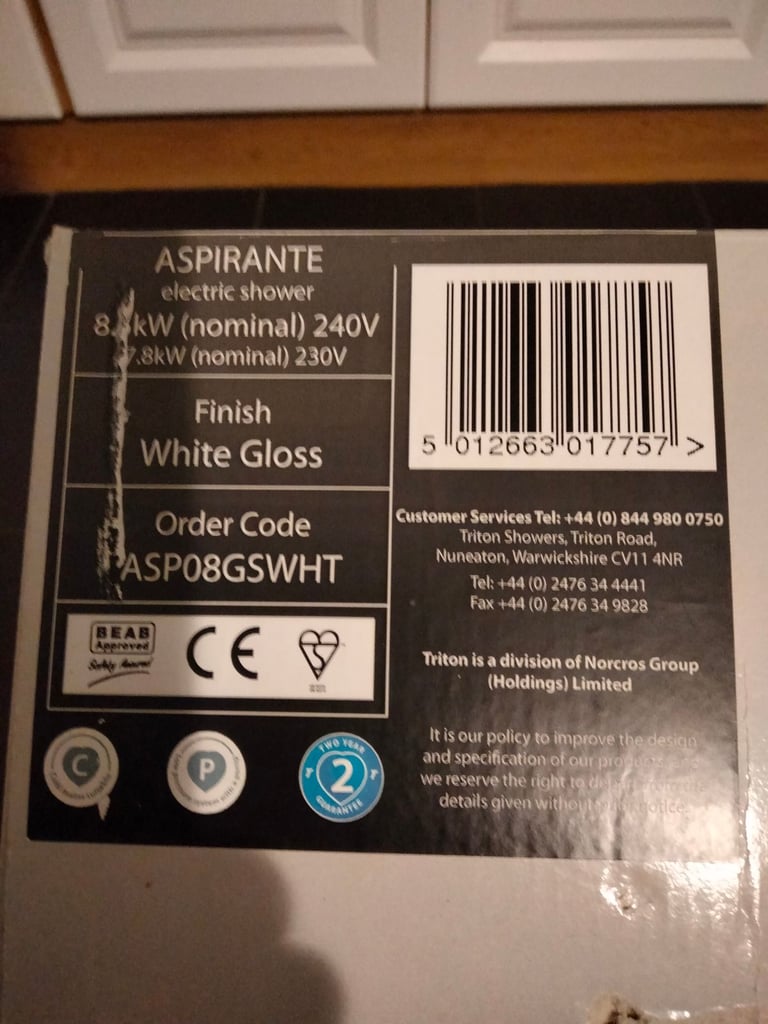 ASPIRANTE
electric shower
(nominal) 240V
7.8kW (nominal) 230V
Finish
White Gloss
Order Code
ASP08GSWHT
BEAB
Approved
CE
C
P
TWO YEAR
2
GUARANTEE
5 012663 017757 >
Customer Services Tel: +44 (0) 844 980 0750
Triton Showers, Triton Road,
Nuneaton, Warwickshire CV11 4NR
Tel: +44 (0) 2476 34 4441
Fax +44 (0) 2476 34 9828
Triton is a division of Norcros Group
(Holdings) Limited
It is our policy to improve the design
and specification of our products
we reserve the right to
details given without notice